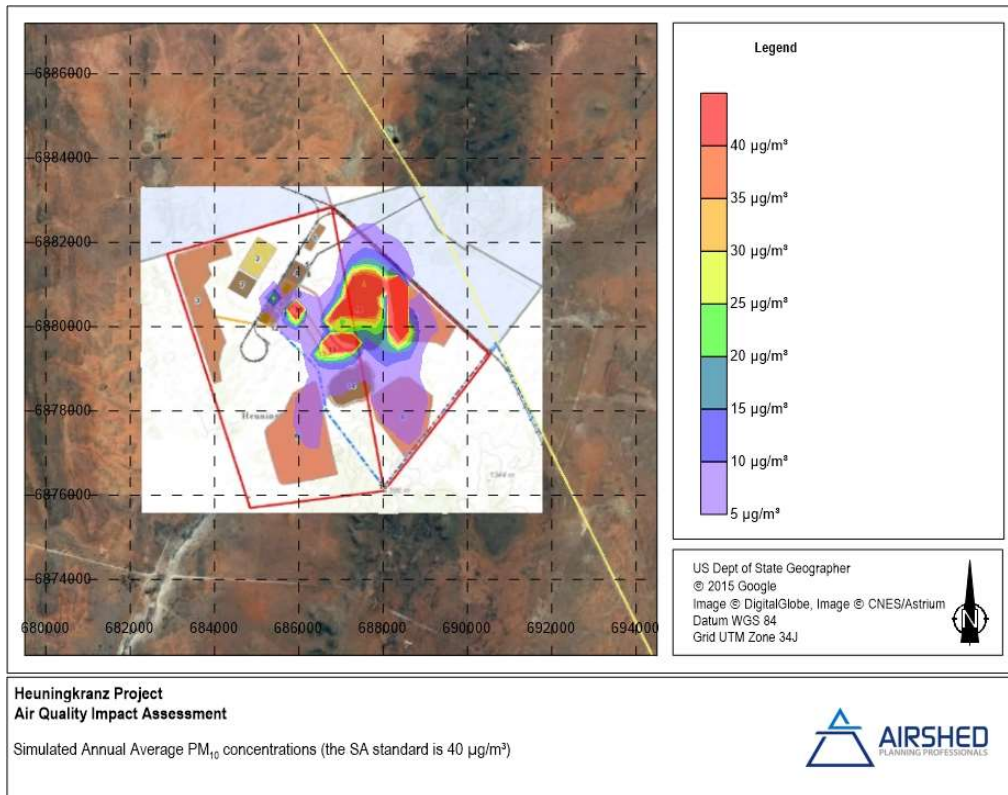 6886000
6884000
6882000
6880000
6878000
6876000
6874000
680000
682000
684000
686000
688000
690000
692000
694000
Legend
40 µg/m³
35 µg/m³
30 µg/m³
25 µg/m³
20 µg/m³
15 µg/m³
10 µg/m³
5 µg/m³
US Dept of State Geographer
© 2015 Google
Image © DigitalGlobe, Image © CNES/Astrium
Datum WGS 84
Grid UTM Zone 34J
N
Heuningkranz Project
Air Quality Impact Assessment
Simulated Annual Average PM₁₀ concentrations (the SA standard is 40 µg/m³)
AIRSHED
PLANNING PROFESSIONALS